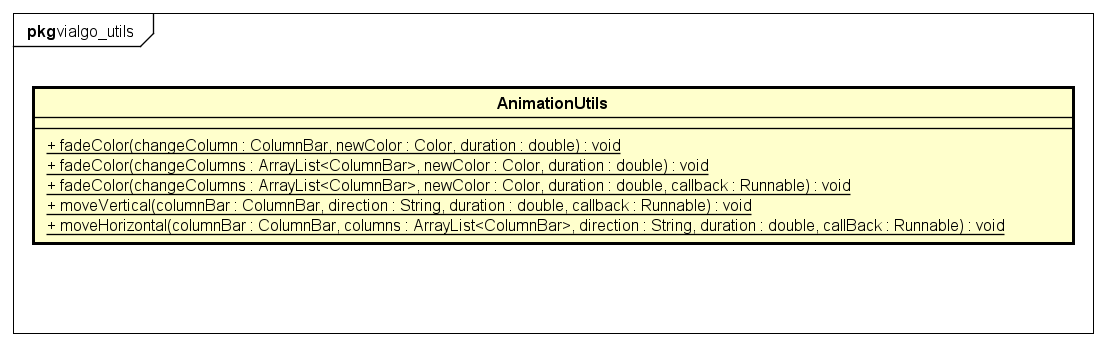 pkgvialgo_utils
AnimationUtils
+ fadeColor(changeColumn : ColumnBar, newColor : Color, duration : double) : void
+ fadeColor(changeColumns : ArrayList<ColumnBar>, newColor : Color, duration : double) : void
+ fadeColor(changeColumns : ArrayList<ColumnBar>, newColor : Color, duration : double, callback : Runnable) : void
+ moveVertical(columnBar : ColumnBar, direction : String, duration : double, callback : Runnable) : void
+ moveHorizontal(columnBar : ColumnBar, columns : ArrayList<ColumnBar>, direction : String, duration : double, callBack : Runnable) : void